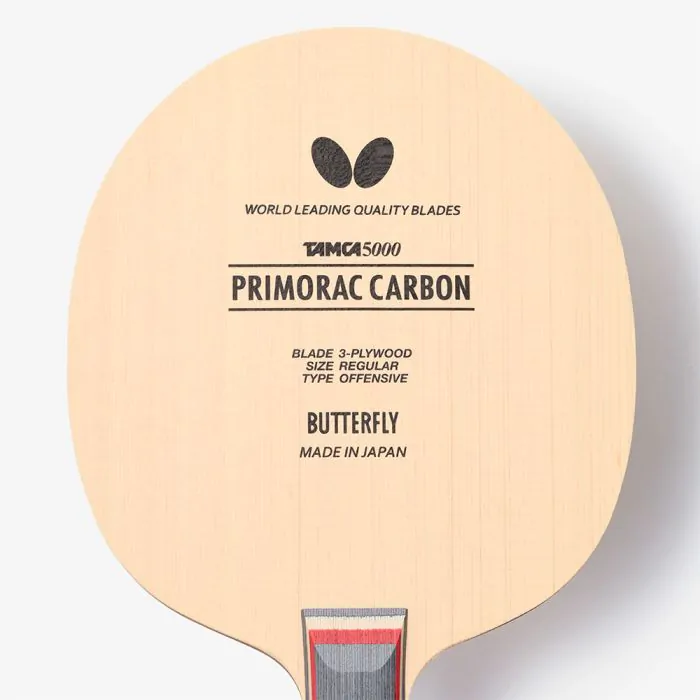 WORLD LEADING QUALITY BLADES
TAMCA5000
PRIMORAC CARBON
BLADE 3-PLYWOOD
SIZE REGULAR
TYPE OFFENSIVE
BUTTERFLY
MADE IN JAPAN